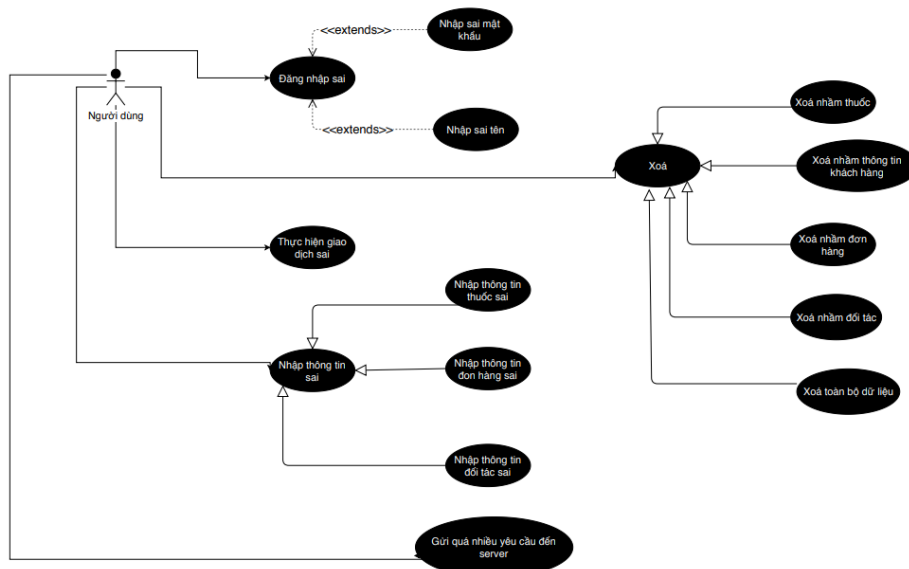 Nhập sai mật
khẩu
<<extends>>
Đăng nhập sai
Người dùng
<<extends>>
Nhập sai tên
Xoá nhầm thuốc
Xoá
Xoá nhầm thông tin
khách hàng
Thực hiện giao
dịch sai
Xoá nhầm đơn
hàng
Nhập thông tin
thuốc sai
Xoá nhầm đối tác
Nhập thông tin
sai
Nhập thông tin
đon hàng sai
Xoá toàn bộ dữ liệu
Nhập thông tin
đối tác sai
Gửi quá nhiều yêu cầu đến
server